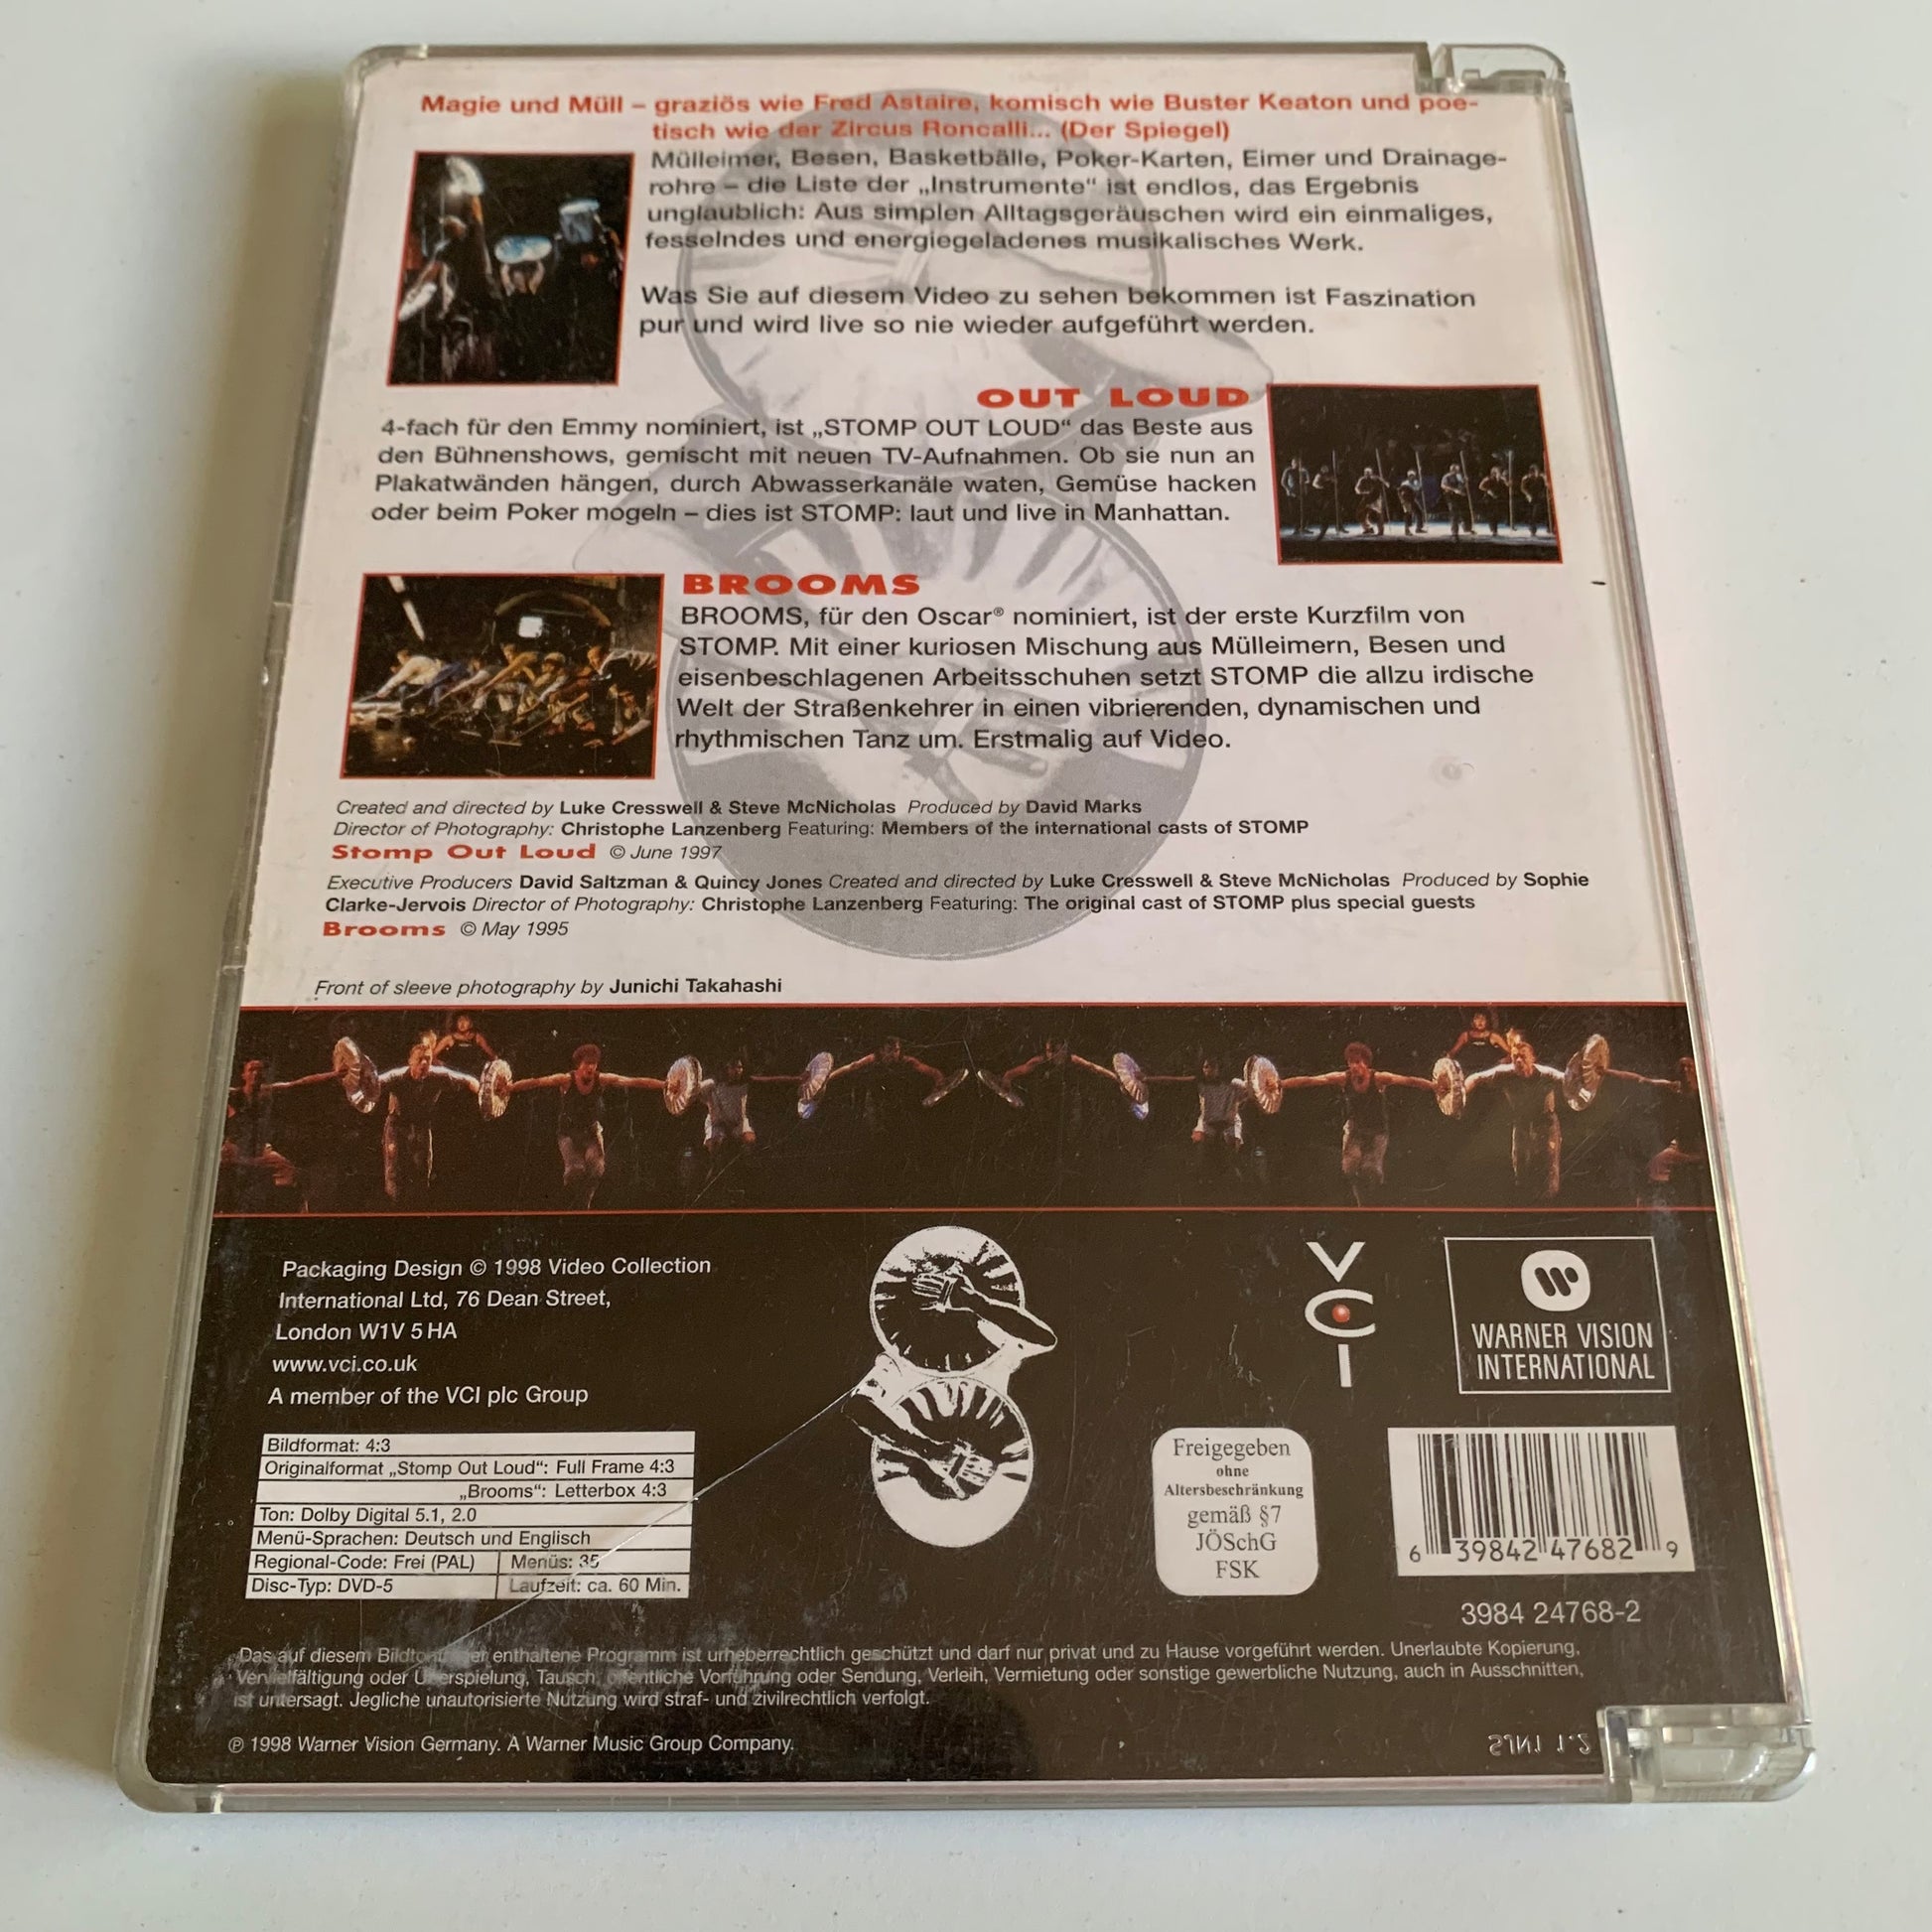 Magie und Müll – graziös wie Fred Astaire, komisch wie Buster Keaton und poe-
tisch wie der Zircus Roncalli... (Der Spiegel)
Mülleimer, Besen, Basketbälle, Poker-Karten, Eimer und Drainage-
rohre – die Liste der „Instrumente“ ist endlos, das Ergebnis
unglaublich: Aus simplen Alltagsgeräuschen wird ein einmaliges,
fesselndes und energiegeladenes musikalisches Werk.
Was Sie auf diesem Video zu sehen bekommen ist Faszination
pur und wird live so nie wieder aufgeführt werden.
OUT LOUD
4-fach für den Emmy nominiert, ist „STOMP OUT LOUD“ das Beste aus
den Bühnenshows, gemischt mit neuen TV-Aufnahmen. Ob sie nun an
Plakatwänden hängen, durch Abwasserkanäle waten, Gemüse hacken
oder beim Poker mogeln – dies ist STOMP: laut und live in Manhattan.
BROOMS
BROOMS, für den Oscar® nominiert, ist der erste Kurzfilm von
STOMP. Mit einer kuriosen Mischung aus Mülleimern, Besen und
eisenbeschlagenen Arbeitsschuhen setzt STOMP die allzu irdische
Welt der Straßenkehrer in einen vibrierenden, dynamischen und
rhythmischen Tanz um. Erstmalig auf Video.
Created and directed by Luke Cresswell & Steve McNicholas Produced by David Marks
Director of Photography: Christophe Lanzenberg Featuring: Members of the international casts of STOMP
Stomp Out Loud © June 1997
Executive Producers David Saltzman & Quincy Jones Created and directed by Luke Cresswell & Steve McNicholas Produced by Sophie
Clarke-Jervois Director of Photography: Christophe Lanzenberg Featuring: The original cast of STOMP plus special guests
Brooms © May 1995
Front of sleeve photography by Junichi Takahashi
Packaging Design © 1998 Video Collection
International Ltd, 76 Dean Street,
London W1V 5HA
www.vci.co.uk
A member of the VCI plc Group
VCI
WARNER VISION
INTERNATIONAL
Bildformat: 4:3
Originalformat „Stomp Out Loud“: Full Frame 4:3
„Brooms“: Letterbox 4:3
Ton: Dolby Digital 5.1, 2.0
Menü-Sprachen: Deutsch und Englisch
Regional-Code: Frei (PAL) Menüs: 35
Disc-Typ: DVD-5 Laufzeit: ca. 60 Min.
Freigegeben
ohne
Altersbeschränkung
gemäß §7
JÖSchG
FSK
6 39842 47682 9
3984 24768-2
Das auf diesem Bildtonträger enthaltene Programm ist urheberrechtlich geschützt und darf nur privat und zu Hause vorgeführt werden. Unerlaubte Kopierung,
Vervielfältigung oder Überspielung, Tausch, öffentliche Vorführung oder Sendung, Verleih, Vermietung oder sonstige gewerbliche Nutzung, auch in Ausschnitten,
ist untersagt. Jegliche unautorisierte Nutzung wird straf- und zivilrechtlich verfolgt.
℗ 1998 Warner Vision Germany. A Warner Music Group Company.